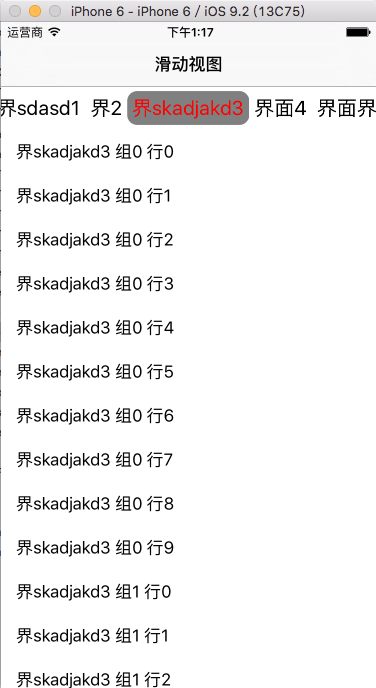 iPhone 6 - iPhone 6 / iOS 9.2 (13C75)
运营商 下午1:17
滑动视图
界sdasd1 界2 界skadjakd3 界面4 界面界
界skadjakd3 组0 行0
界skadjakd3 组0 行1
界skadjakd3 组0 行2
界skadjakd3 组0 行3
界skadjakd3 组0 行4
界skadjakd3 组0 行5
界skadjakd3 组0 行6
界skadjakd3 组0 行7
界skadjakd3 组0 行8
界skadjakd3 组0 行9
界skadjakd3 组1 行0
界skadjakd3 组1 行1
界skadjakd3 组1 行2